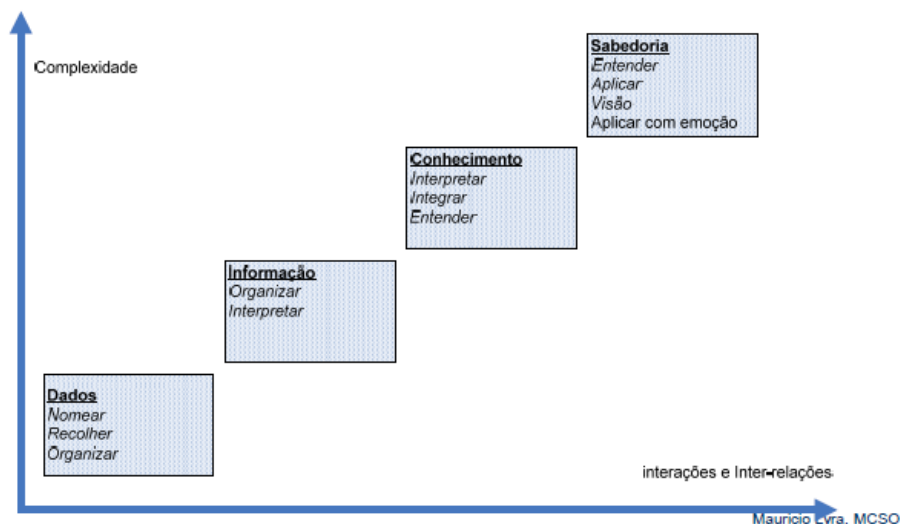 Complexidade
Sabedoria
Entender
Aplicar
Visão
Aplicar com emoção
Conhecimento
Interpretar
Integrar
Entender
Informação
Organizar
Interpretar
Dados
Nomear
Recolher
Organizar
interações e Inter-relações
Mauricio Lyra, MCSO